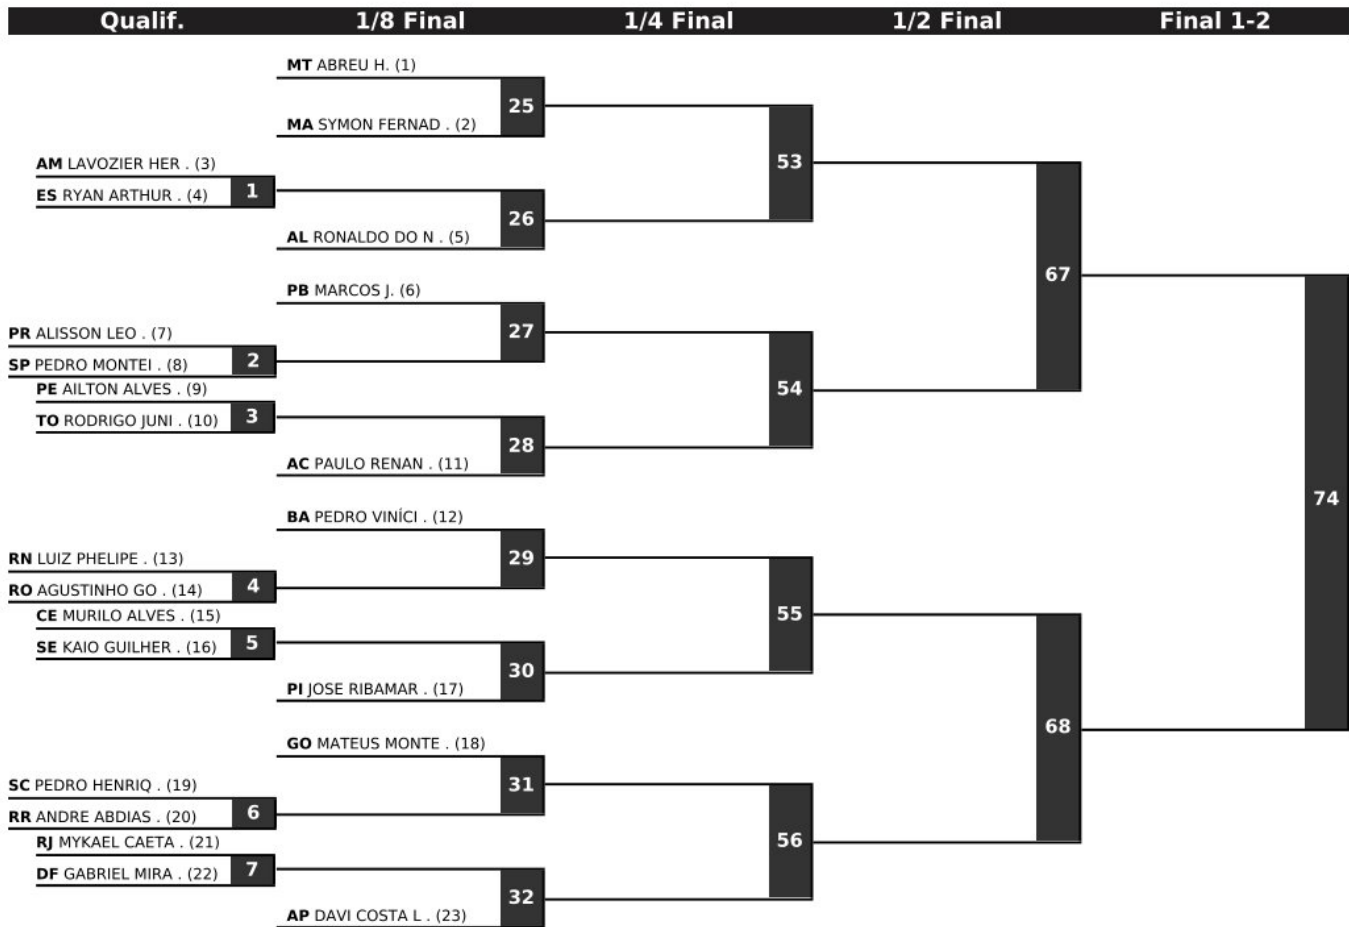 Qualif. 1/8 Final 1/4 Final 1/2 Final Final 1-2
MT ABREU H. (1)
25
MA SYMON FERNAD . (2)
53
AM LAVOZIER HER . (3)
1
ES RYAN ARTHUR . (4)
26
AL RONALDO DO N . (5)
67
PB MARCOS J. (6)
27
PR ALISSON LEO . (7)
2
SP PEDRO MONTEI . (8)
54
PE AILTON ALVES . (9)
3
TO RODRIGO JUNI . (10)
28
AC PAULO RENAN . (11)
74
BA PEDRO VINÍCI . (12)
29
RN LUIZ PHELIPE . (13)
4
RO AGUSTINHO GO . (14)
55
CE MURILO ALVES . (15)
5
SE KAIO GUILHER . (16)
30
PI JOSE RIBAMAR . (17)
68
GO MATEUS MONTE . (18)
31
SC PEDRO HENRIQ . (19)
6
RR ANDRE ABDIAS . (20)
56
RJ MYKAEL CAETA . (21)
7
DF GABRIEL MIRA . (22)
32
AP DAVI COSTA L . (23)